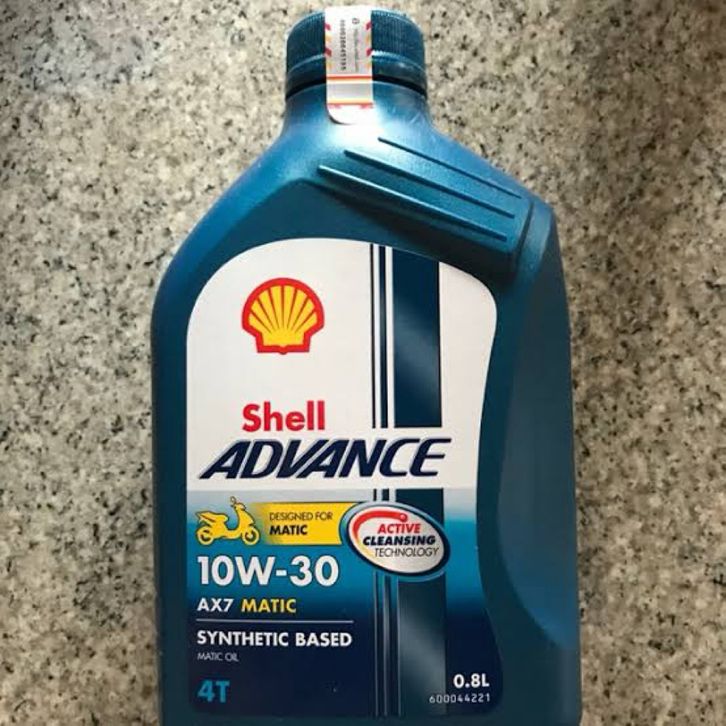 Shell
ADVANCE
DESIGNED FOR
MATIC
ACTIVE
CLEANSING
TECHNOLOGY
10W-30
AX7 MATIC
SYNTHETIC BASED
MATIC OIL
4T
0.8L
600044221